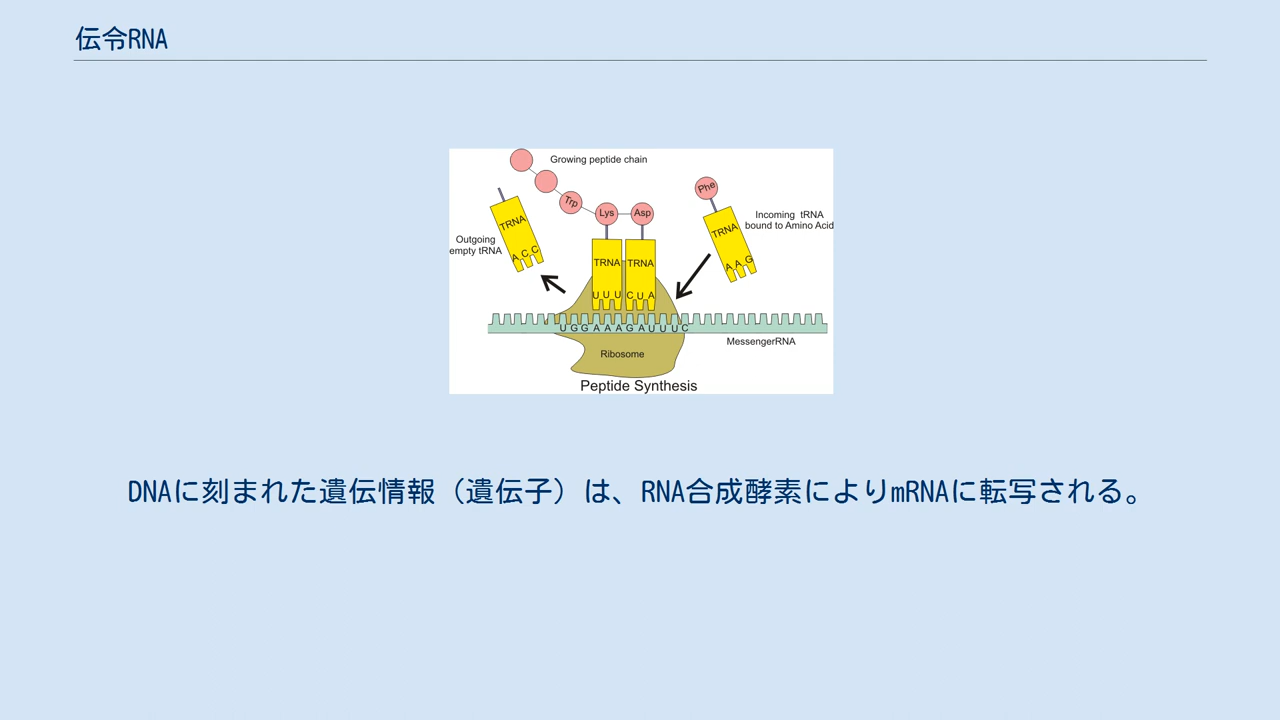 伝令RNA
Growing peptide chain
Trp
Lys
Asp
Phe
TRNA
A C C
Outgoing
empty tRNA
TRNA
TRNA
U U U
C U A
TRNA
A A G
Incoming tRNA
bound to Amino Acid
U G G A A A G A U U U C
MessengerRNA
Ribosome
Peptide Synthesis
DNAに刻まれた遺伝情報（遺伝子）は、RNA合成酵素によりmRNAに転写される。